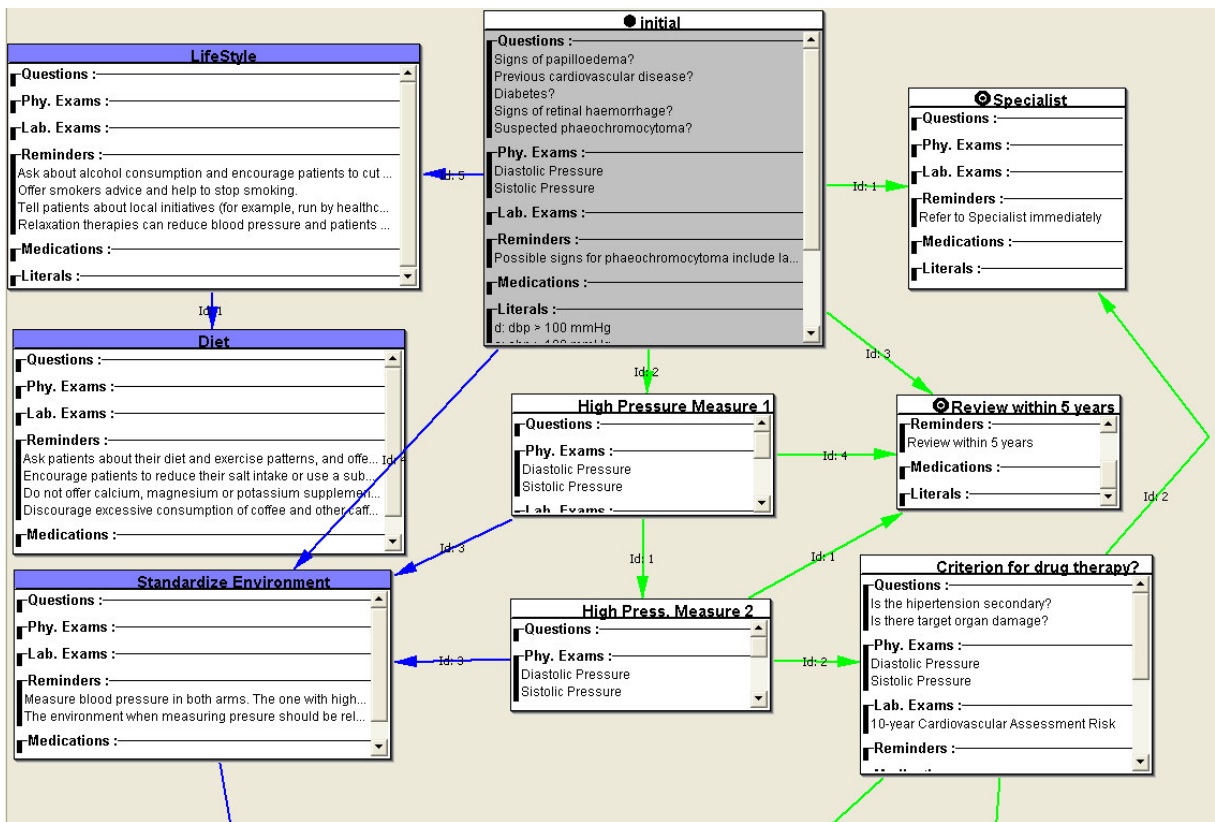 initial
Questions :
Signs of papilloedema?
Previous cardiovascular disease?
Diabetes?
Signs of retinal haemorrhage?
Suspected phaeochromocytoma?
Phy. Exams :
Diastolic Pressure
Sistolic Pressure
Lab. Exams :
Reminders :
Possible signs for phaeochromocytoma include la...
Medications :
Literals :
d: dbp > 100 mmHg
LifeStyle
Questions :
Phy. Exams :
Lab. Exams :
Reminders :
Ask about alcohol consumption and encourage patients to cut ...
Offer smokers advice and help to stop smoking.
Tell patients about local initiatives (for example, run by healthc...
Relaxation therapies can reduce blood pressure and patients ...
Medications :
Literals :
Id: 5
Id: 1
Specialist
Questions :
Phy. Exams :
Lab. Exams :
Reminders :
Refer to Specialist immediately
Medications :
Literals :
Id: 1
Diet
Questions :
Phy. Exams :
Lab. Exams :
Reminders :
Ask patients about their diet and exercise patterns, and offe...
Encourage patients to reduce their salt intake or use a sub...
Do not offer calcium, magnesium or potassium supplemen...
Discourage excessive consumption of coffee and other caff...
Medications :
Id: 4
Id: 2
Id: 3
High Pressure Measure 1
Questions :
Phy. Exams :
Diastolic Pressure
Sistolic Pressure
Lab. Exams :
Id: 4
Review within 5 years
Reminders :
Review within 5 years
Medications :
Literals :
Id: 3
Id: 1
Id: 1
Id: 2
Standardize Environment
Questions :
Phy. Exams :
Lab. Exams :
Reminders :
Measure blood pressure in both arms. The one with high...
The environment when measuring presure should be rel...
Medications :
Id: 3
High Press. Measure 2
Questions :
Phy. Exams :
Diastolic Pressure
Sistolic Pressure
Id: 2
Criterion for drug therapy?
Questions :
Is the hipertension secondary?
Is there target organ damage?
Phy. Exams :
Diastolic Pressure
Sistolic Pressure
Lab. Exams :
10-year Cardiovascular Assessment Risk
Reminders :